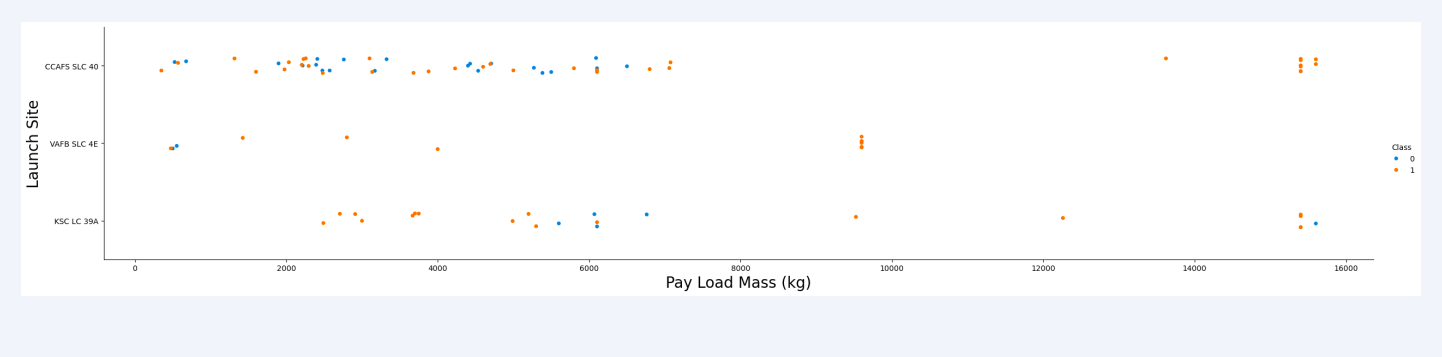 Launch Site
CCAFS SLC 40
VAFB SLC 4E
KSC LC 39A
0 2000 4000 6000 8000 10000 12000 14000 16000
Pay Load Mass (kg)
Class
0
1